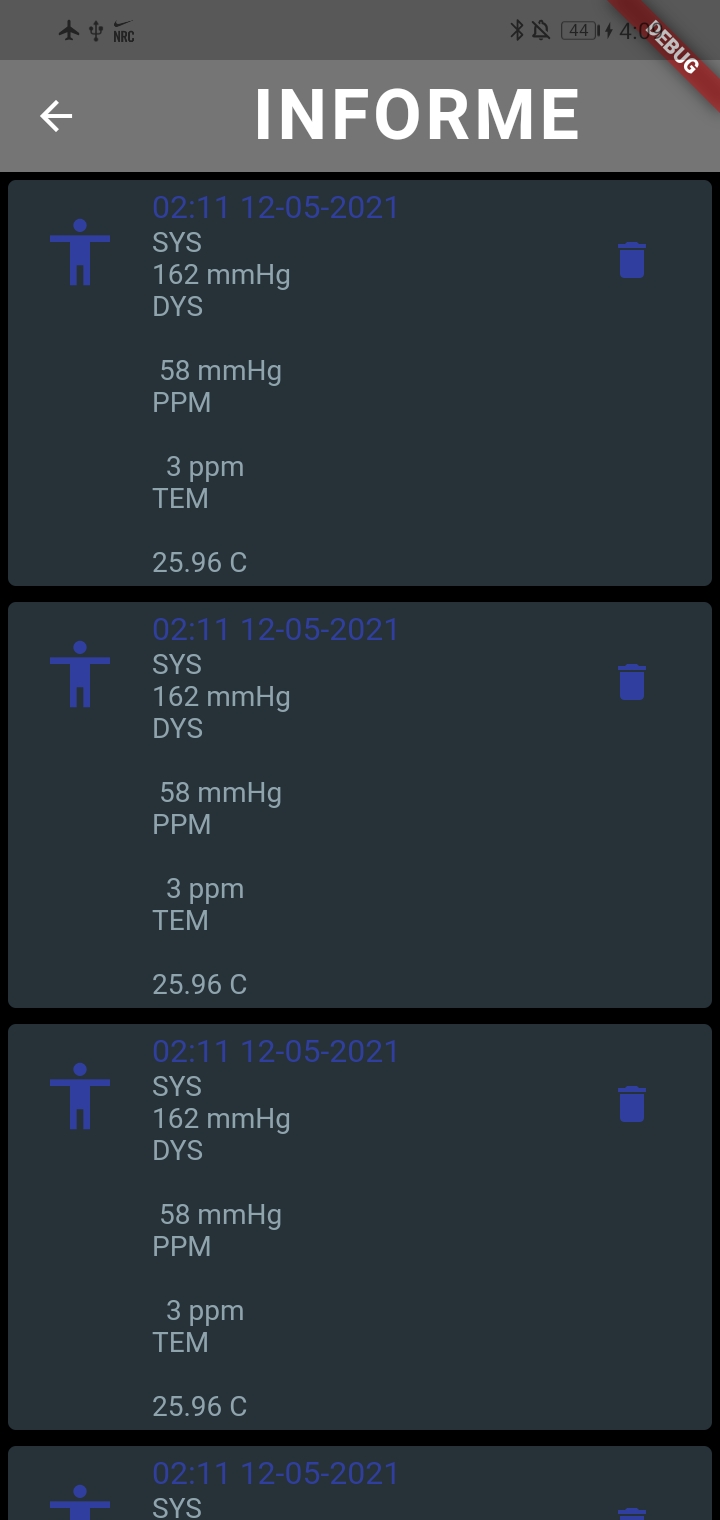 NRC
44
DEBUG
INFORME
02:11 12-05-2021
SYS
162 mmHg
DYS
58 mmHg
PPM
3 ppm
TEM
25.96 C
02:11 12-05-2021
SYS
162 mmHg
DYS
58 mmHg
PPM
3 ppm
TEM
25.96 C
02:11 12-05-2021
SYS
162 mmHg
DYS
58 mmHg
PPM
3 ppm
TEM
25.96 C
02:11 12-05-2021
SYS